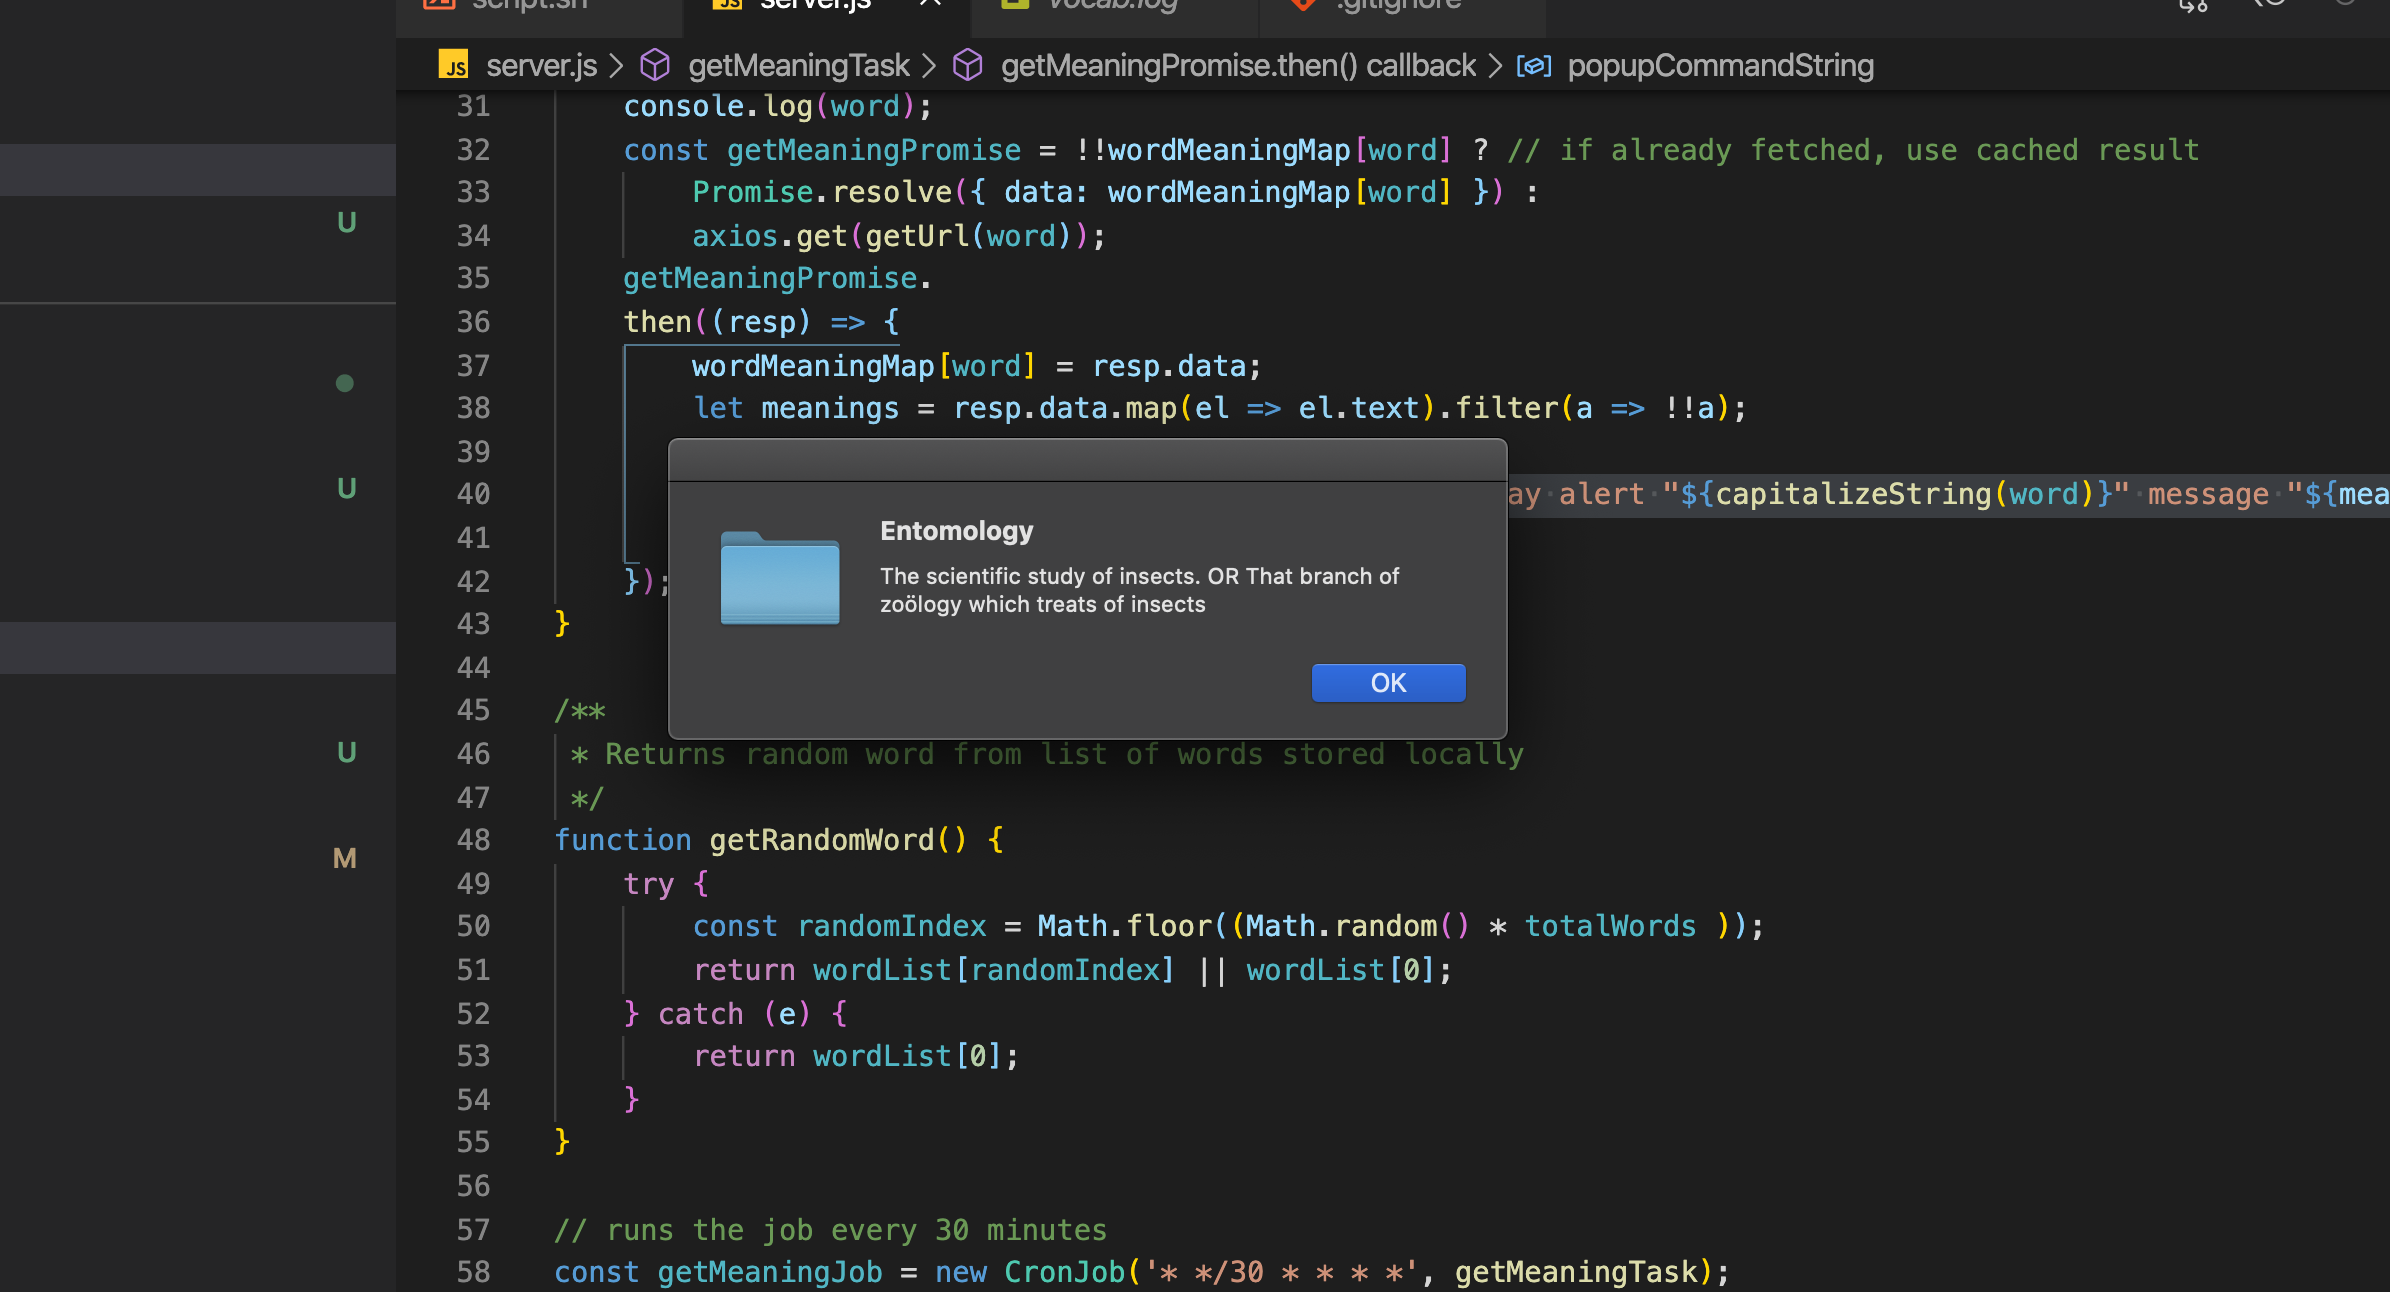 script.sh server.js vocab.log .gitignore
JS server.js > getMeaningTask > getMeaningPromise.then() callback > popupCommandString
31 console.log(word);
32 const getMeaningPromise = !!wordMeaningMap[word] ? // if already fetched, use cached result
33 Promise.resolve({ data: wordMeaningMap[word] }) :
34 axios.get(getUrl(word));
35 getMeaningPromise.
36 then((resp) => {
37 wordMeaningMap[word] = resp.data;
38 let meanings = resp.data.map(el => el.text).filter(a => !!a);
39
40 ay alert "${capitalizeString(word)}" message "${mea
41
42 });
43 }
44
45 /**
46 * Returns random word from list of words stored locally
47 */
48 function getRandomWord() {
49 try {
50 const randomIndex = Math.floor((Math.random() * totalWords ));
51 return wordList[randomIndex] || wordList[0];
52 } catch (e) {
53 return wordList[0];
54 }
55 }
56
57 // runs the job every 30 minutes
58 const getMeaningJob = new CronJob('* */30 * * * *', getMeaningTask);
Entomology
The scientific study of insects. OR That branch of
zoölogy which treats of insects
OK
U
U
U
M